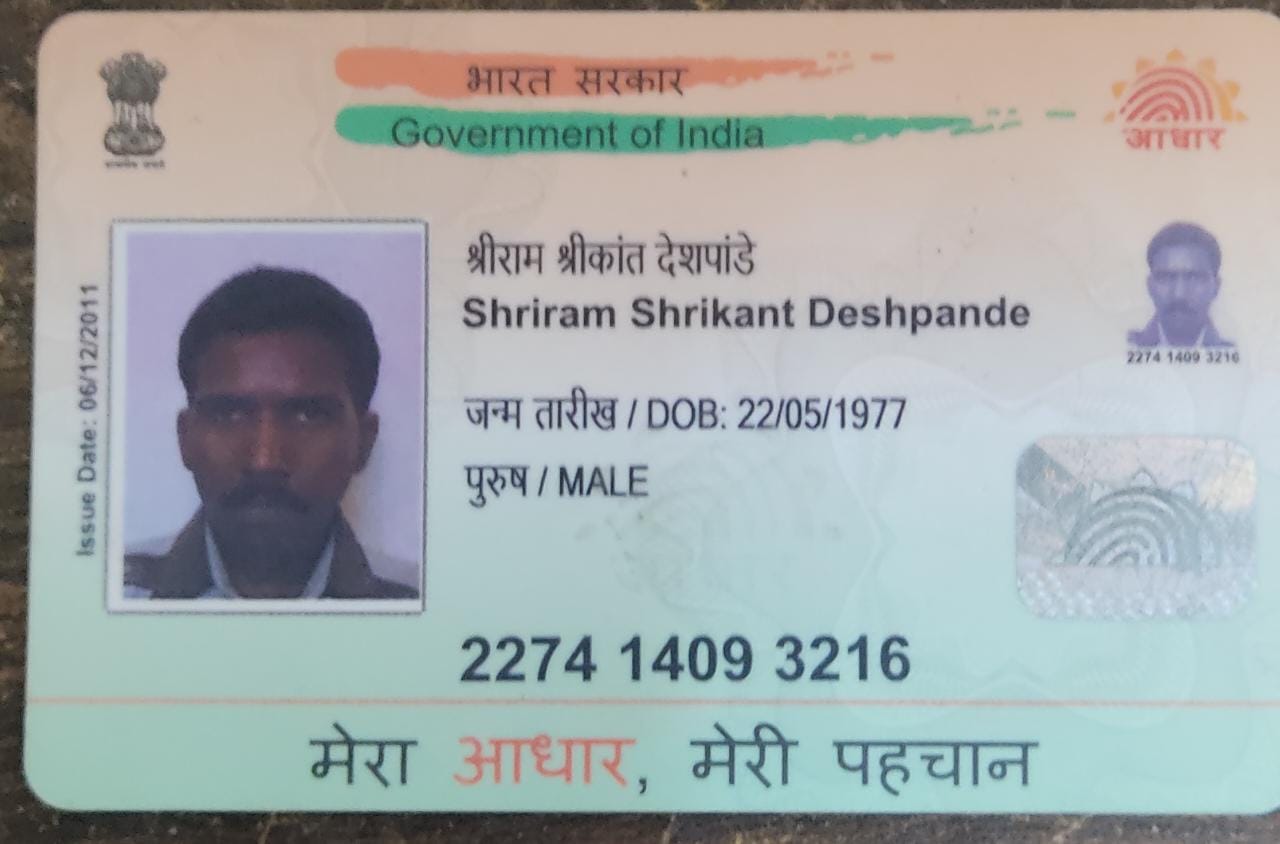 भारत सरकार
Government of India
आधार
Issue Date: 06/12/2011
श्रीराम श्रीकांत देशपांडे
Shriram Shrikant Deshpande
2274 1409 3216
जन्म तारीख / DOB: 22/05/1977
पुरुष / MALE
2274 1409 3216
मेरा आधार, मेरी पहचान